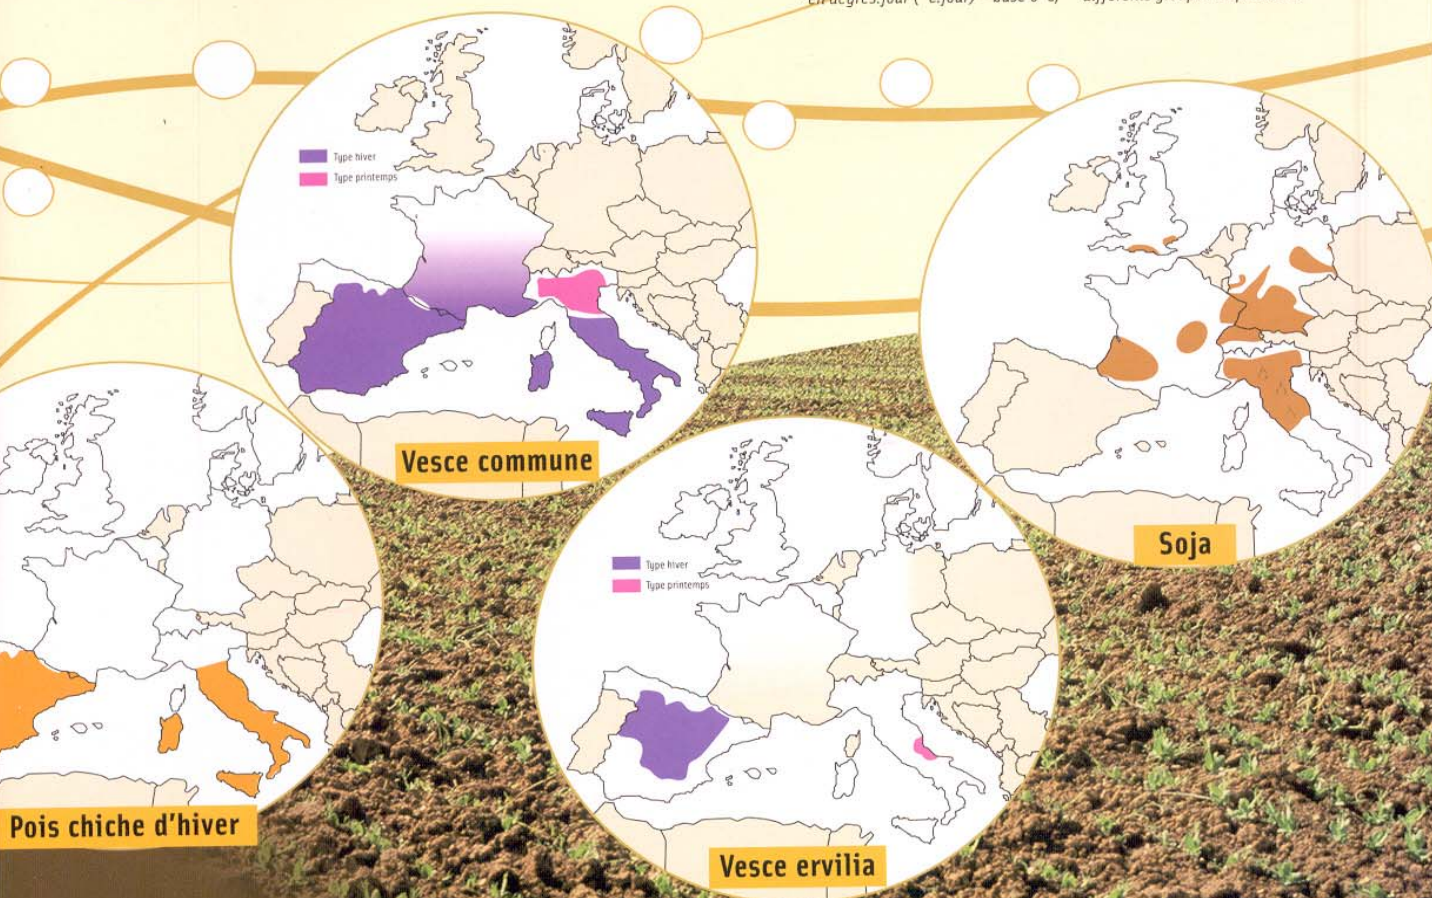 Type hiver
Type printemps
Vesce commune
Soja
Type hiver
Type printemps
Pois chiche d'hiver
Vesce ervilia